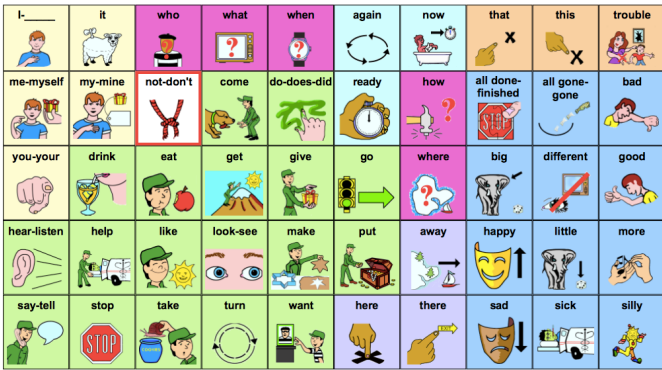 I-_____ it who what when again now that this trouble
me-myself my-mine not-don't come do-does-did ready how all done-finished all gone-gone bad
you-your drink eat get give go where big different good
hear-listen help like look-see make put away happy little more
say-tell stop take turn want here there sad sick silly